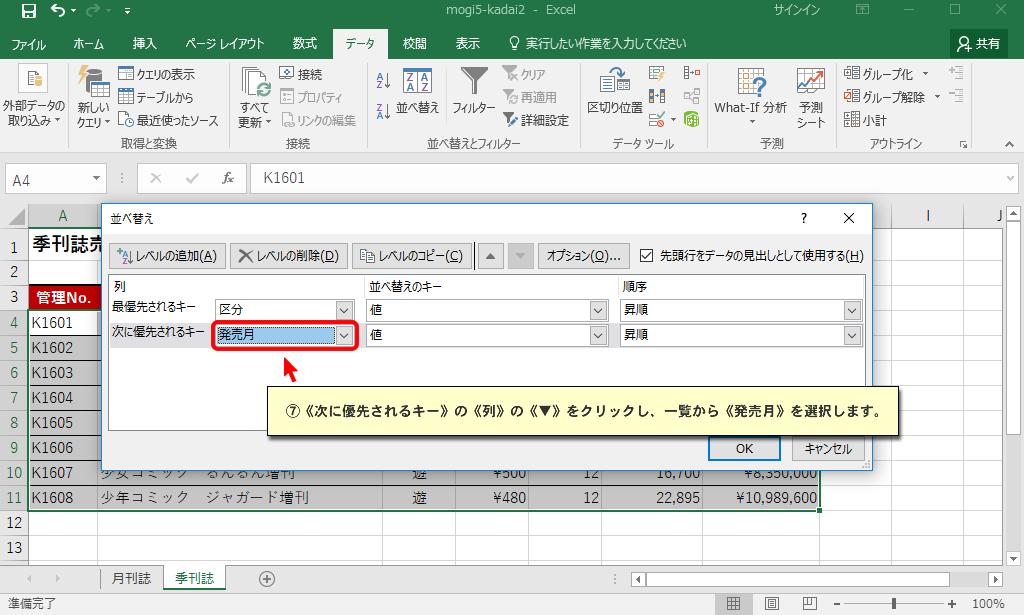 mogi5-kadai2 - Excel サインイン
ファイル ホーム 挿入 ページ レイアウト 数式 データ 校閲 表示 実行したい作業を入力してください 共有
外部データの取り込み
新しいクエリ
クエリの表示
テーブルから
最近使ったソース
取得と変換
すべて更新
接続
プロパティ
リンクの編集
接続
並べ替え
フィルター
クリア
再適用
詳細設定
並べ替えとフィルター
区切り位置
データ ツール
What-If 分析
予測シート
予測
グループ化
グループ解除
小計
アウトライン
A4 fx K1601
A I J
並べ替え ?
レベルの追加(A) レベルの削除(D) レベルのコピー(C) オプション(O)... 先頭行をデータの見出しとして使用する(H)
列 並べ替えのキー 順序
最優先されるキー 区分 値 昇順
次に優先されるキー 発売月 値 昇順
⑦《次に優先されるキー》の《列》の《▼》をクリックし、一覧から《発売月》を選択します。
OK キャンセル
1 季刊誌売
2
3 管理No.
4 K1601
5 K1602
6 K1603
7 K1604
8 K1605
9 K1606
10 K1607 少女コミック るんるん増刊 遊 ¥500 12 16,700 ¥8,350,000
11 K1608 少年コミック ジャガード増刊 遊 ¥480 12 22,895 ¥10,989,600
12
13
月刊誌 季刊誌
準備完了 100%